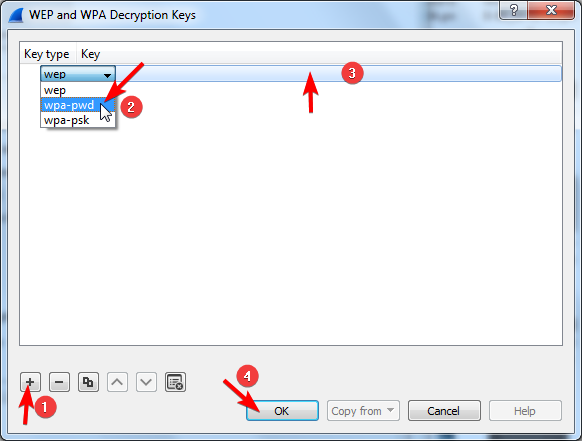 WEP and WPA Decryption Keys
Key type Key
wep
3
wep
wpa-pwd
2
wpa-psk
4
1
OK
Copy from
Cancel
Help